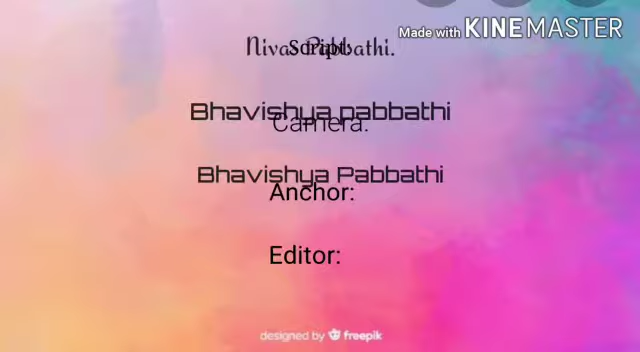 Made with KINEMASTER
Script:
Nivas Pabbathi.
Bhavishya pabbathi
Camera:
Bhavishya Pabbathi
Anchor:
Editor:
designed by freepik